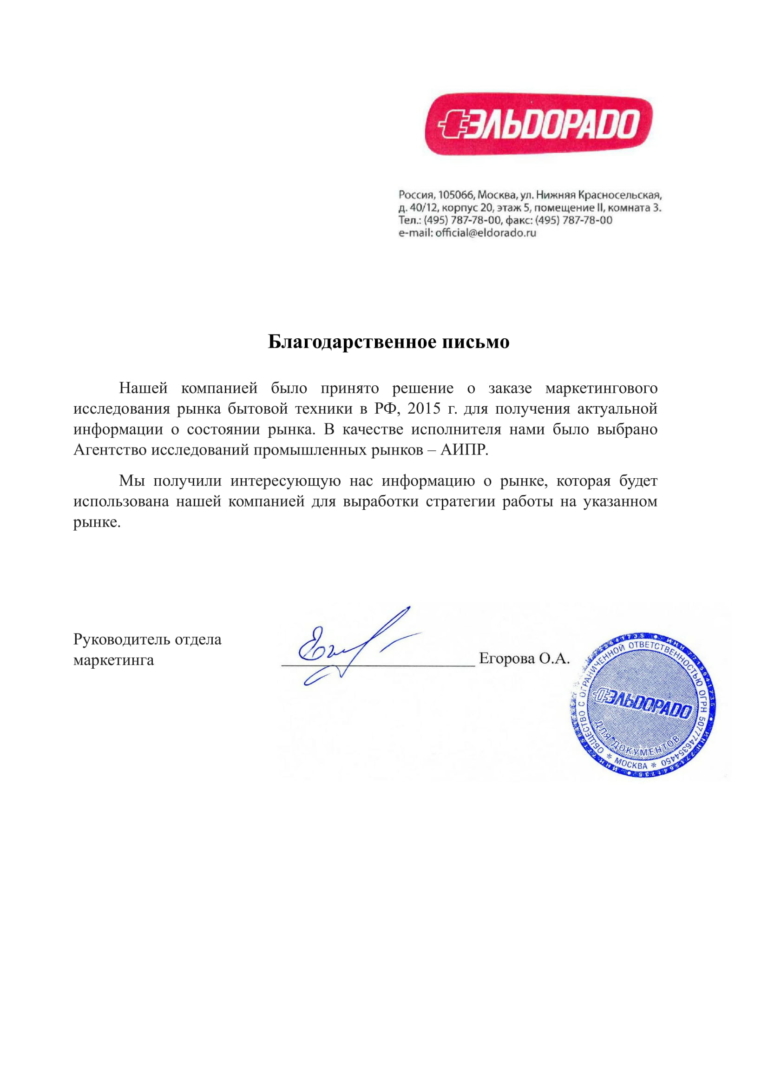 ЭЛЬДОРАДО
Россия, 105066, Москва, ул. Нижняя Красносельская,
д. 40/12, корпус 20, этаж 5, помещение II, комната 3.
Тел.: (495) 787-78-00, факс: (495) 787-78-00
e-mail: official@eldorado.ru
Благодарственное письмо
Нашей компанией было принято решение о заказе маркетингового
исследования рынка бытовой техники в РФ, 2015 г. для получения актуальной
информации о состоянии рынка. В качестве исполнителя нами было выбрано
Агентство исследований промышленных рынков – АИПР.
Мы получили интересующую нас информацию о рынке, которая будет
использована нашей компанией для выработки стратегии работы на указанном
рынке.
Руководитель отдела
маркетинга
Егорова О.А.
ОБЩЕСТВО С ОГРАНИЧЕННОЙ ОТВЕТСТВЕННОСТЬЮ ОГРН 5077746354450
ЭЛЬДОРАДО
ДЛЯ ДОКУМЕНТОВ
* МОСКВА *